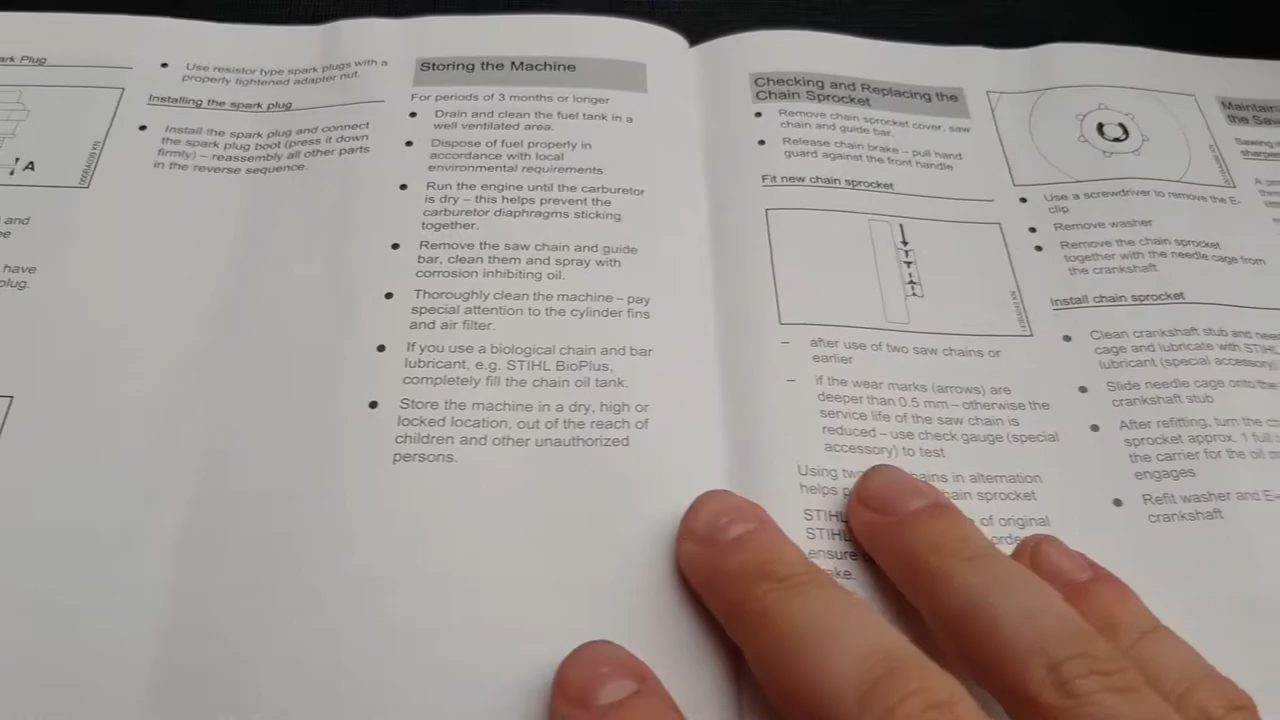 ark Plug
A
000BA039 KN
and
have
plug.
Use resistor type spark plugs with a
properly tightened adapter nut.
Installing the spark plug
Install the spark plug and connect
the spark plug boot (press it down
firmly) – reassembly all other parts
in the reverse sequence.
Storing the Machine
For periods of 3 months or longer
Drain and clean the fuel tank in a
well ventilated area.
Dispose of fuel properly in
accordance with local
environmental requirements.
Run the engine until the carburetor
is dry – this helps prevent the
carburetor diaphragms sticking
together.
Remove the saw chain and guide
bar, clean them and spray with
corrosion inhibiting oil.
Thoroughly clean the machine – pay
special attention to the cylinder fins
and air filter.
If you use a biological chain and bar
lubricant, e.g. STIHL BioPlus,
completely fill the chain oil tank.
Store the machine in a dry, high or
locked location, out of the reach of
children and other unauthorized
persons.
Checking and Replacing the
Chain Sprocket
Remove chain sprocket cover, saw
chain and guide bar.
Release chain brake – pull hand
guard against the front handle
Fit new chain sprocket
– after use of two saw chains or
earlier
– if the wear marks (arrows) are
deeper than 0.5 mm – otherwise the
service life of the saw chain is
reduced – use check gauge (special
accessory) to test
Using chains in alternation
helps chain sprocket
STIHL of original
STIHL
ensure
Use a screwdriver to remove the E-
clip
Remove washer
Remove the chain sprocket
together with the needle cage from
the crankshaft
Install chain sprocket
Clean crankshaft stub and
cage and lubricate with
lubricant (special accessory)
Slide needle cage onto the
crankshaft stub
After refitting, turn the
sprocket approx. 1 full
the carrier for the oil
engages
Refit washer and E-
crankshaft
the Saw